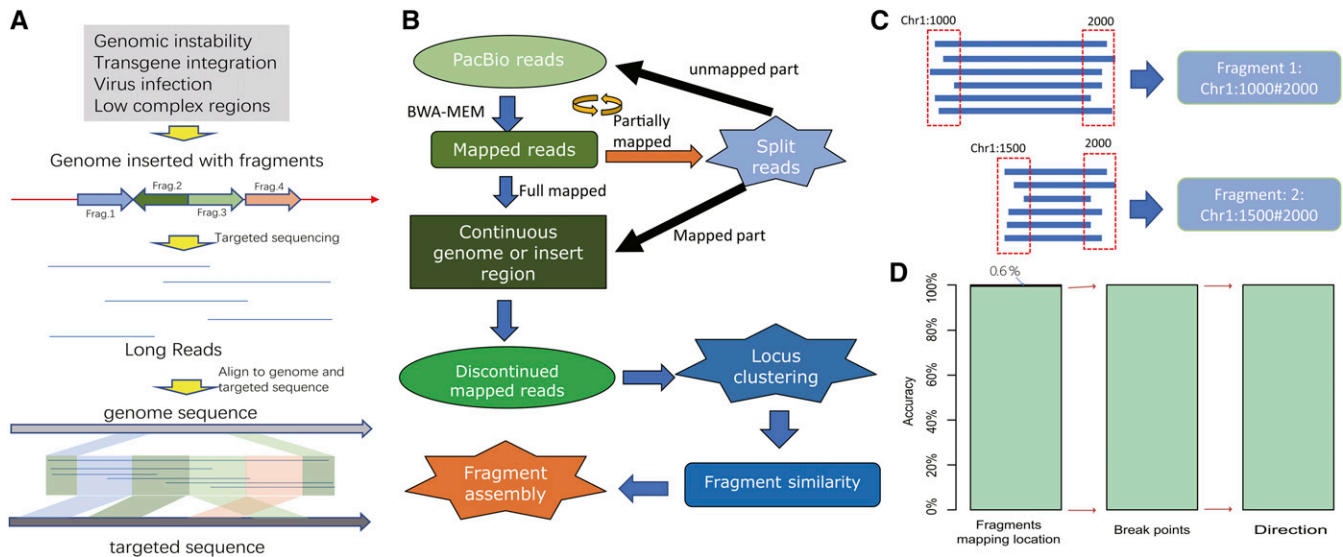 A
Genomic instability
Transgene integration
Virus infection
Low complex regions
Genome inserted with fragments
Frag.1
Frag.2
Frag.3
Frag.4
Targeted sequencing
Long Reads
Align to genome and
targeted sequence
genome sequence
targeted sequence
B
PacBio reads
unmapped part
BWA-MEM
Partially
mapped
Mapped reads
Split
reads
Full mapped
Mapped part
Continuous
genome or insert
region
Discontinued
mapped reads
Locus
clustering
Fragment
assembly
Fragment similarity
C
Chr1:1000
2000
Fragment 1:
Chr1:1000#2000
Chr1:1500
2000
Fragment: 2:
Chr1:1500#2000
D
0.6%
Accuracy
100%
80%
60%
40%
20%
0%
Fragments
mapping location
Break points
Direction